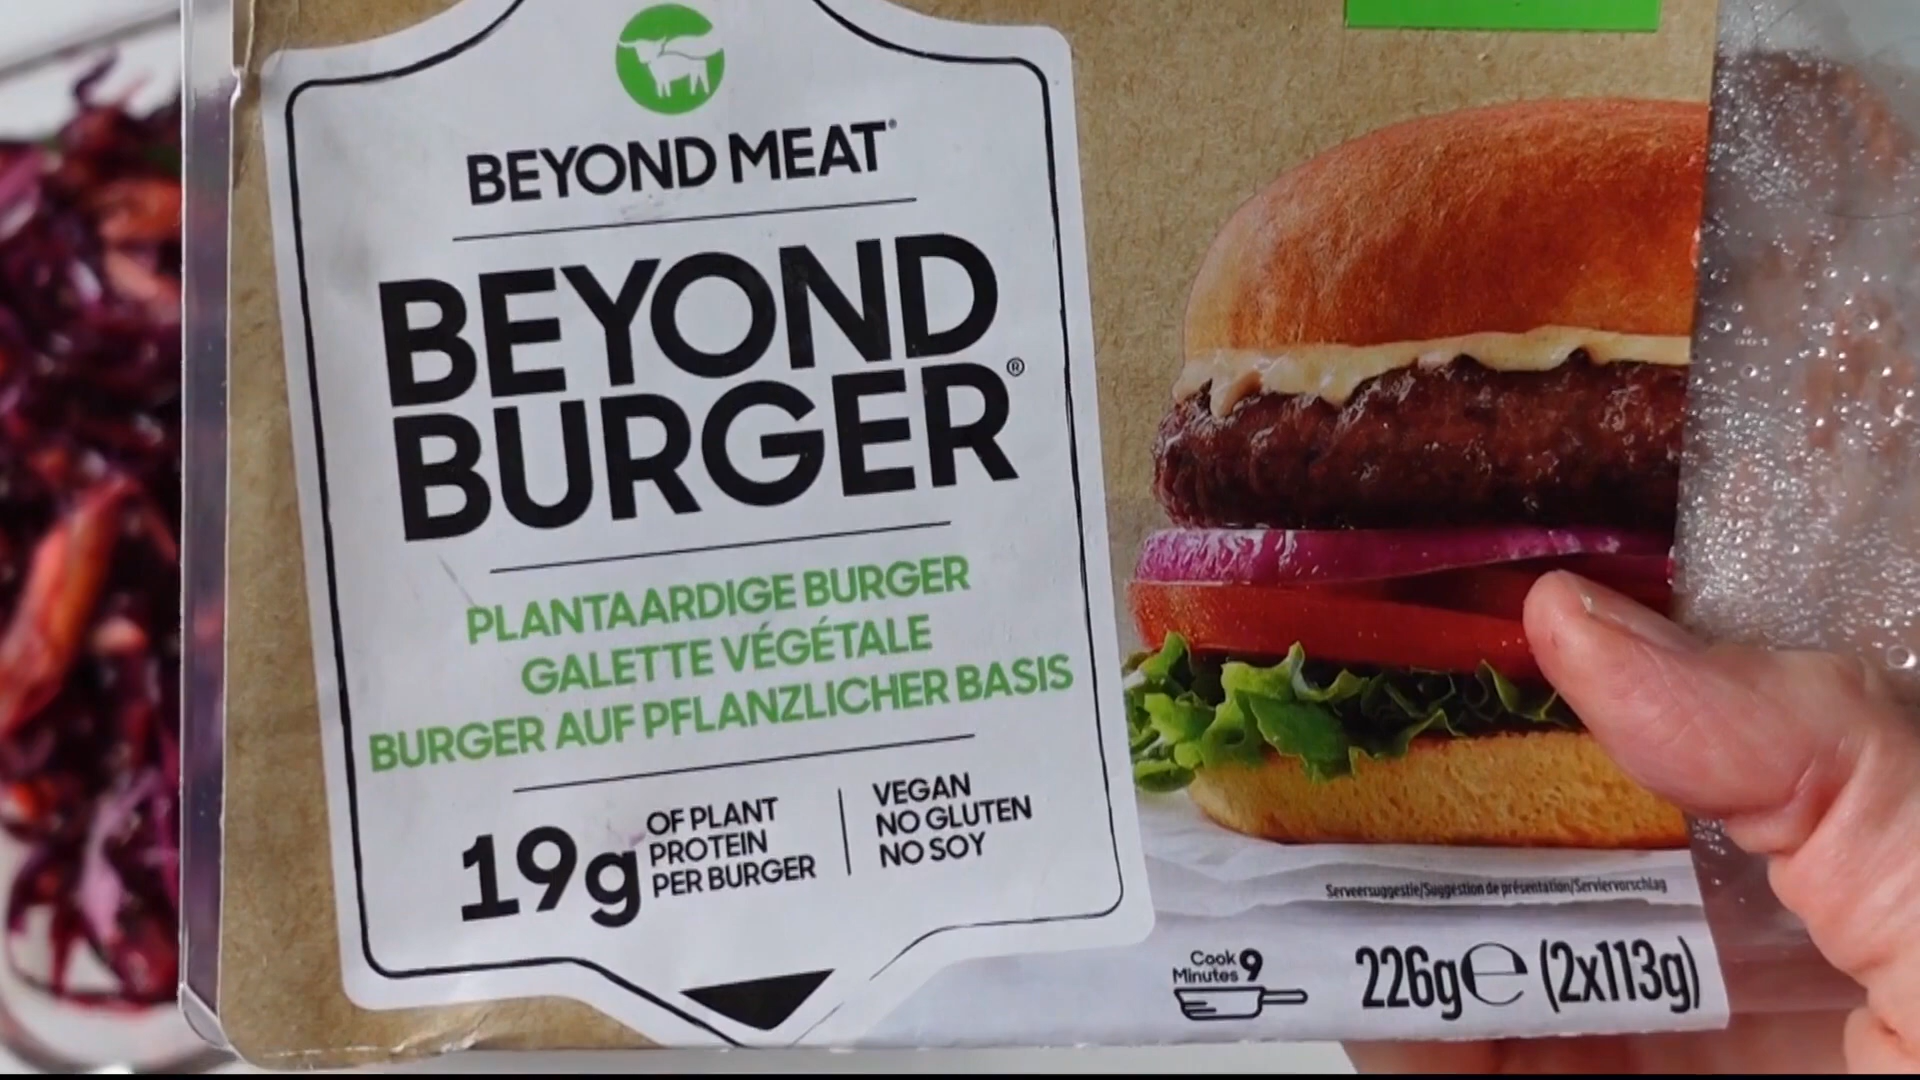 BEYOND MEAT®
BEYOND
BURGER®
PLANTAARDIGE BURGER
GALETTE VÉGÉTALE
BURGER AUF PFLANZLICHER BASIS
19g
OF PLANT
PROTEIN
PER BURGER
VEGAN
NO GLUTEN
NO SOY
Serveersuggestie/Suggestion de présentation/Serviervorschlag
Cook 9
Minutes
226g℮ (2x113g)